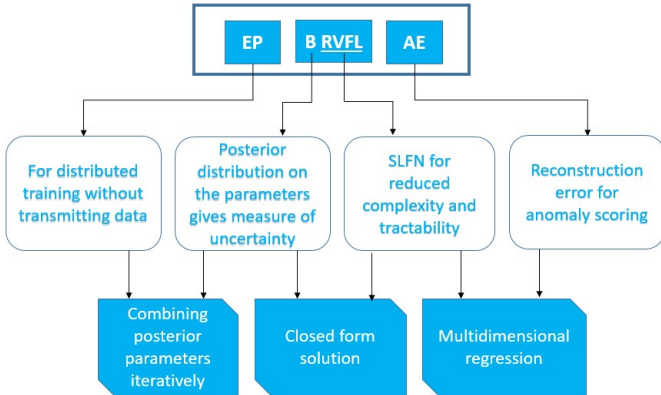 EP
B RVFL
AE
For distributed
training without
transmitting data
Posterior
distribution on
the parameters
gives measure of
uncertainty
SLFN for
reduced
complexity and
tractability
Reconstruction
error for
anomaly scoring
Combining
posterior
parameters
iteratively
Closed form
solution
Multidimensional
regression